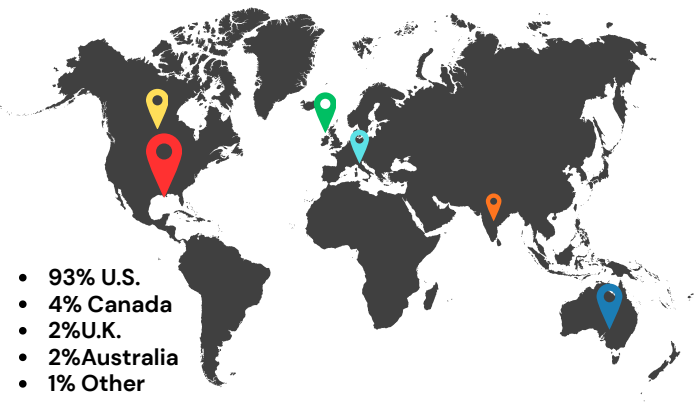 • 93% U.S.
• 4% Canada
• 2%U.K.
• 2%Australia
• 1% Other